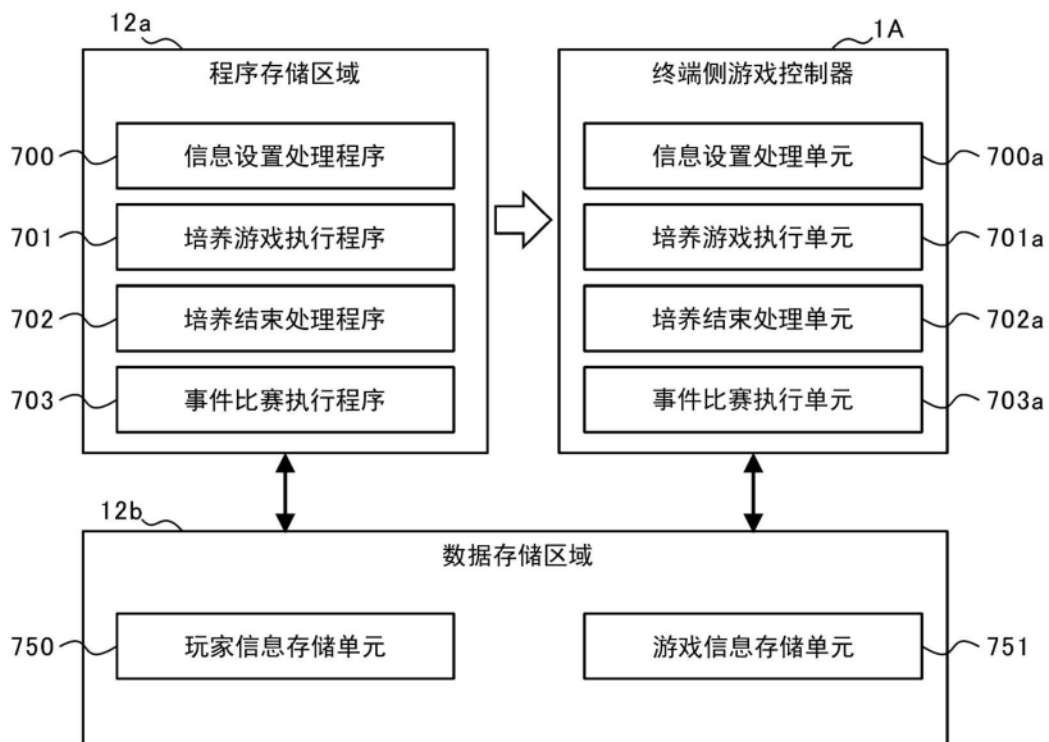 12a
1A
程序存储区域
终端侧游戏控制器
700
信息设置处理程序
信息设置处理单元
700a
701
培养游戏执行程序
培养游戏执行单元
701a
702
培养结束处理程序
培养结束处理单元
702a
703
事件比赛执行程序
事件比赛执行单元
703a
12b
数据存储区域
750
玩家信息存储单元
游戏信息存储单元
751